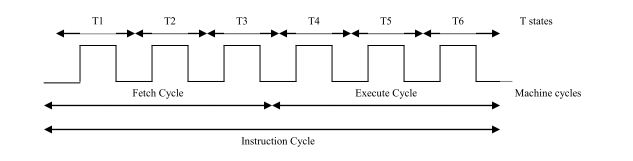 T1 T2 T3 T4 T5 T6 T states
Fetch Cycle Execute Cycle Machine cycles
Instruction Cycle